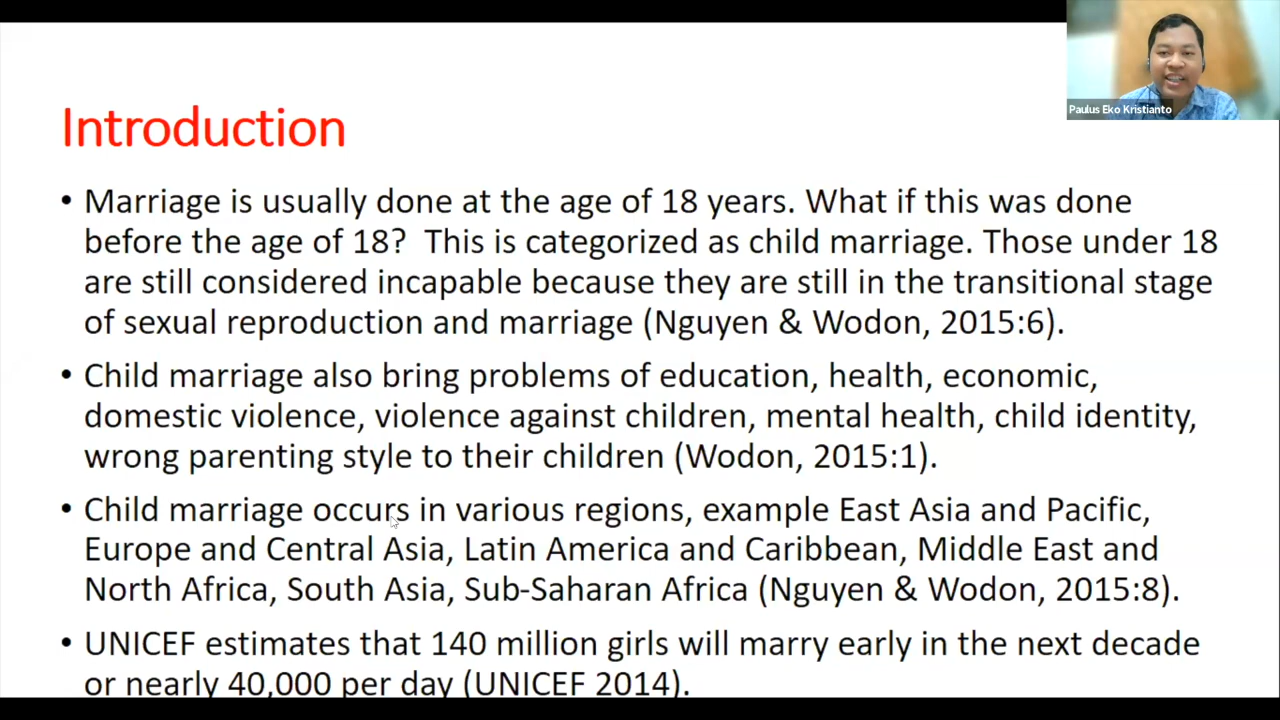 Paulus Eko Kristianto
Introduction
• Marriage is usually done at the age of 18 years. What if this was done
before the age of 18?  This is categorized as child marriage. Those under 18
are still considered incapable because they are still in the transitional stage
of sexual reproduction and marriage (Nguyen & Wodon, 2015:6).
• Child marriage also bring problems of education, health, economic,
domestic violence, violence against children, mental health, child identity,
wrong parenting style to their children (Wodon, 2015:1).
• Child marriage occurs in various regions, example East Asia and Pacific,
Europe and Central Asia, Latin America and Caribbean, Middle East and
North Africa, South Asia, Sub-Saharan Africa (Nguyen & Wodon, 2015:8).
• UNICEF estimates that 140 million girls will marry early in the next decade
or nearly 40,000 per day (UNICEF 2014).